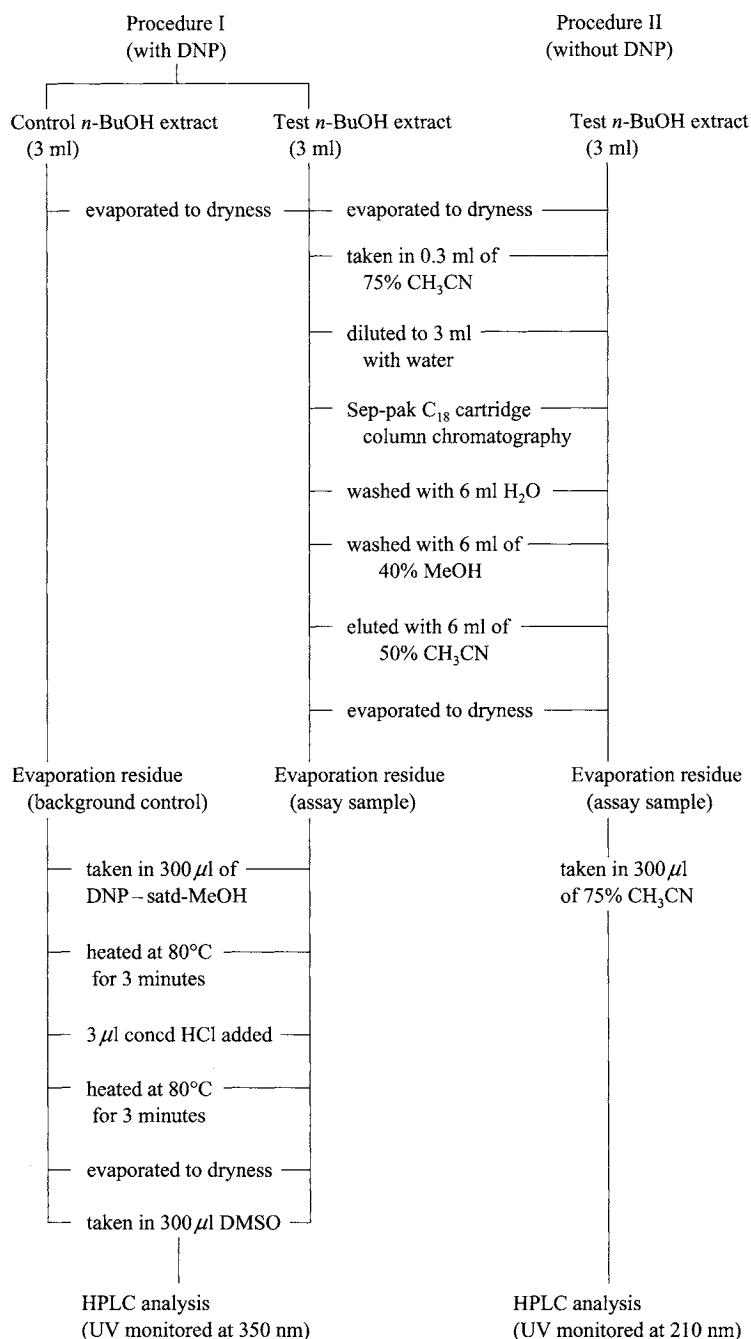 Procedure I
(with DNP)
Procedure II
(without DNP)
Control n-BuOH extract
(3 ml)
Test n-BuOH extract
(3 ml)
Test n-BuOH extract
(3 ml)
evaporated to dryness
evaporated to dryness
taken in 0.3 ml of
75% CH₃CN
diluted to 3 ml
with water
Sep-pak C₁₈ cartridge
column chromatography
washed with 6 ml H₂O
washed with 6 ml of
40% MeOH
eluted with 6 ml of
50% CH₃CN
evaporated to dryness
Evaporation residue
(background control)
Evaporation residue
(assay sample)
Evaporation residue
(assay sample)
taken in 300 μl of
DNP – satd-MeOH
taken in 300 μl
of 75% CH₃CN
heated at 80°C
for 3 minutes
3 μl concd HCl added
heated at 80°C
for 3 minutes
evaporated to dryness
taken in 300 μl DMSO
HPLC analysis
(UV monitored at 350 nm)
HPLC analysis
(UV monitored at 210 nm)